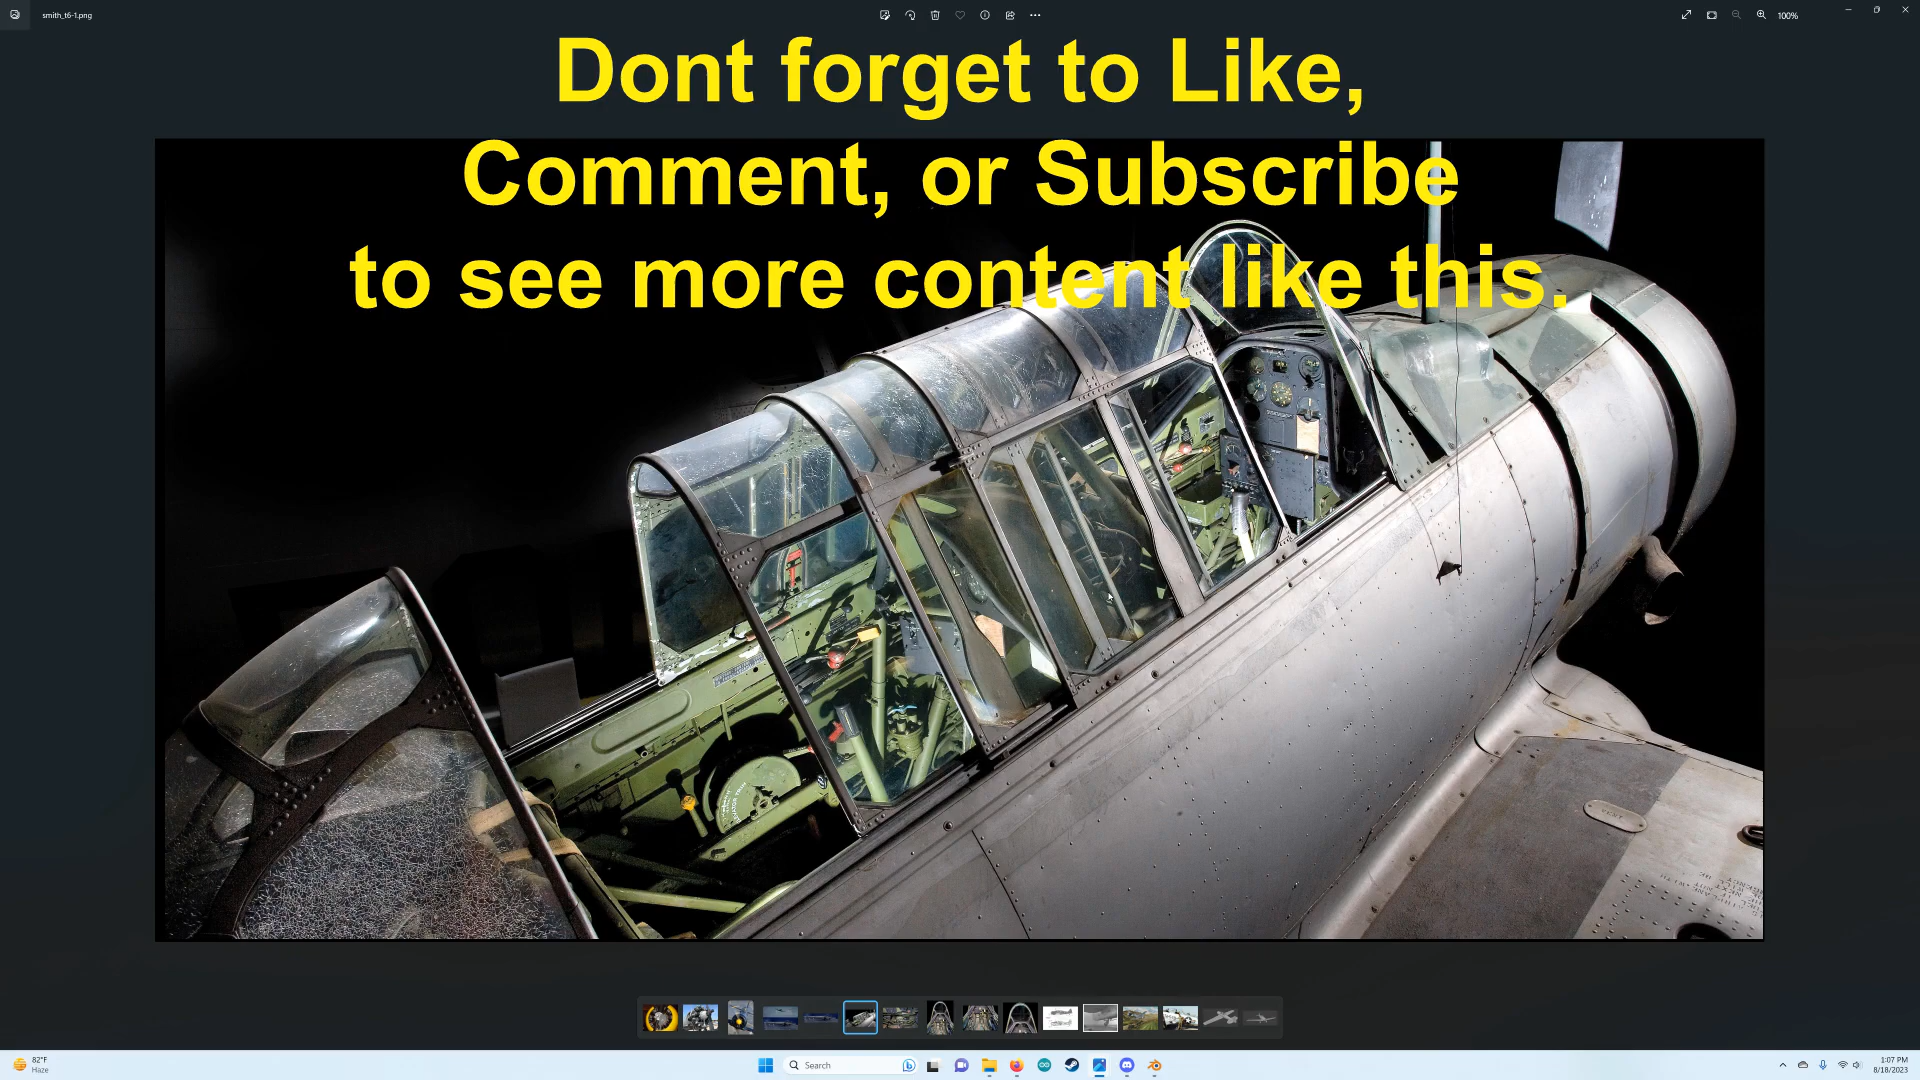 smith_t6-1.png
100%
Dont forget to Like,
Comment, or Subscribe
to see more content like this.
82°F
Haze
Search
1:07 PM
8/18/2023